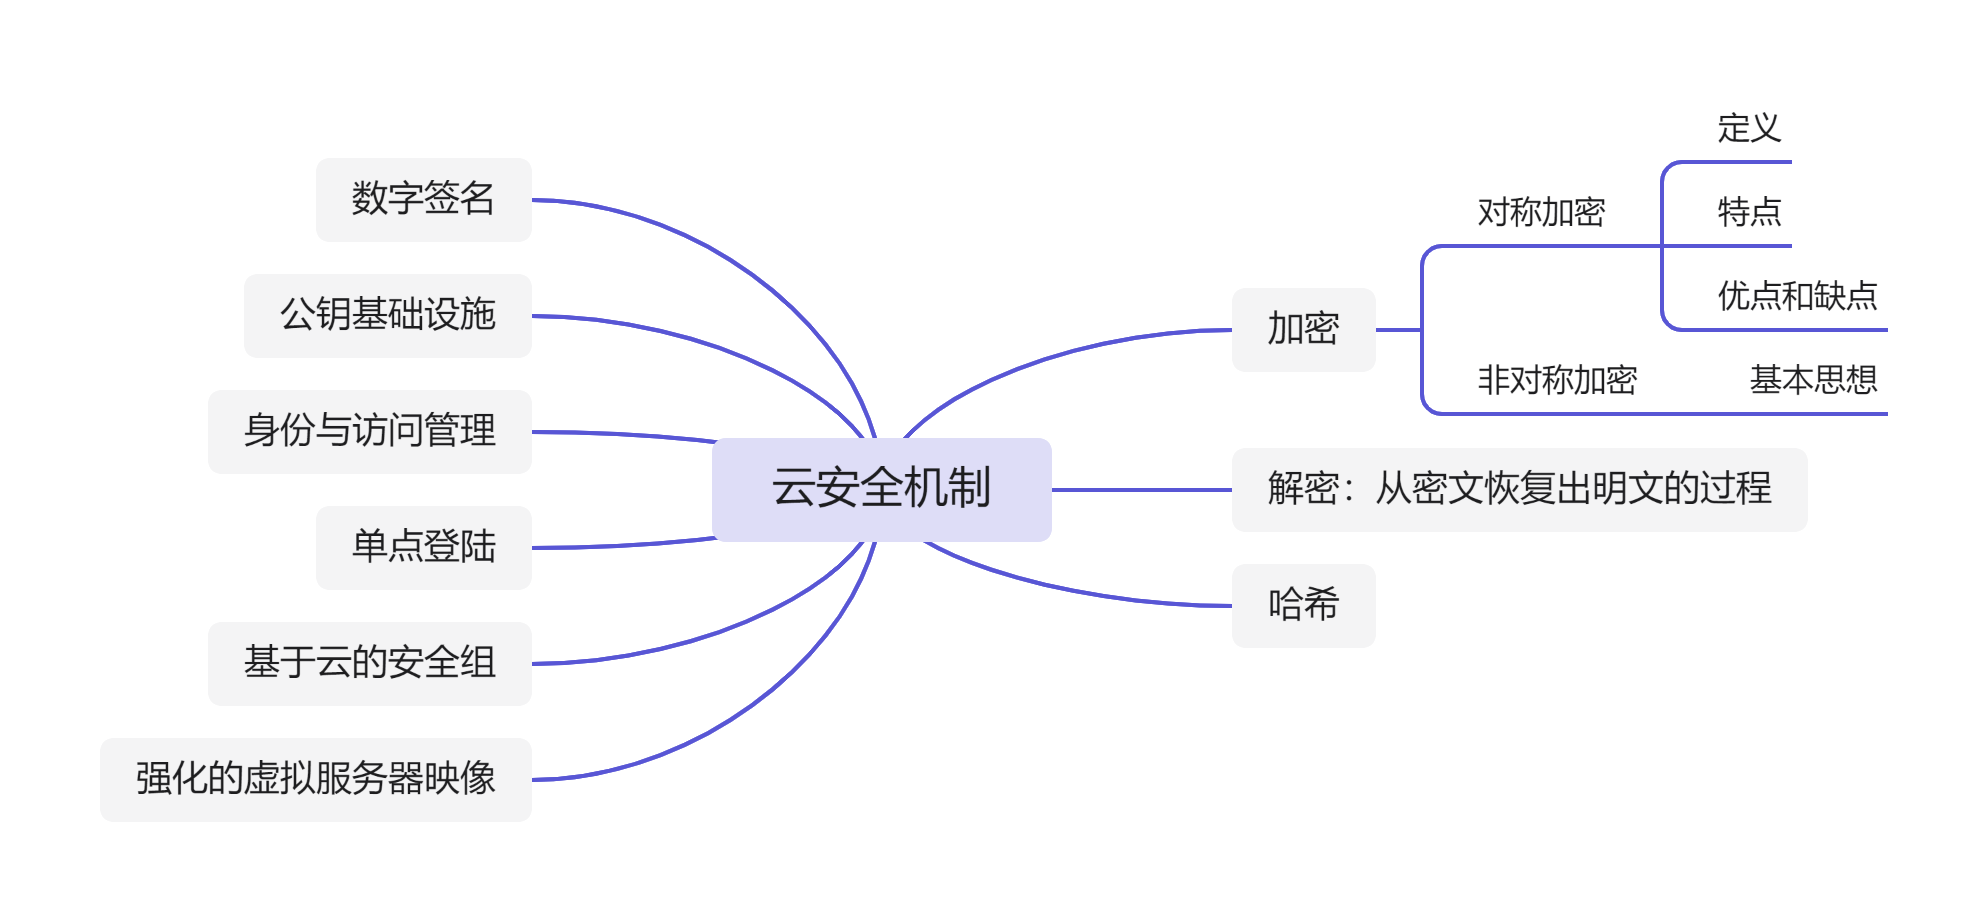 云安全机制
加密
对称加密
定义
特点
优点和缺点
非对称加密
基本思想
解密：从密文恢复出明文的过程
哈希
数字签名
公钥基础设施
身份与访问管理
单点登陆
基于云的安全组
强化的虚拟服务器映像